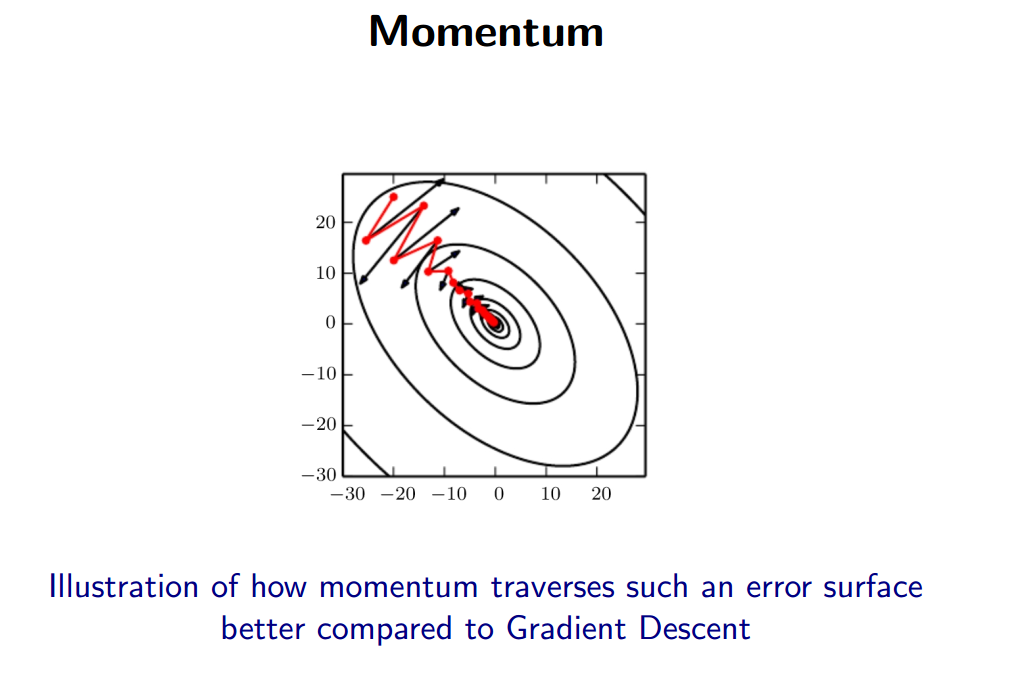 Momentum
20
10
0
−10
−20
−30
−30 −20 −10 0 10 20
Illustration of how momentum traverses such an error surface
better compared to Gradient Descent